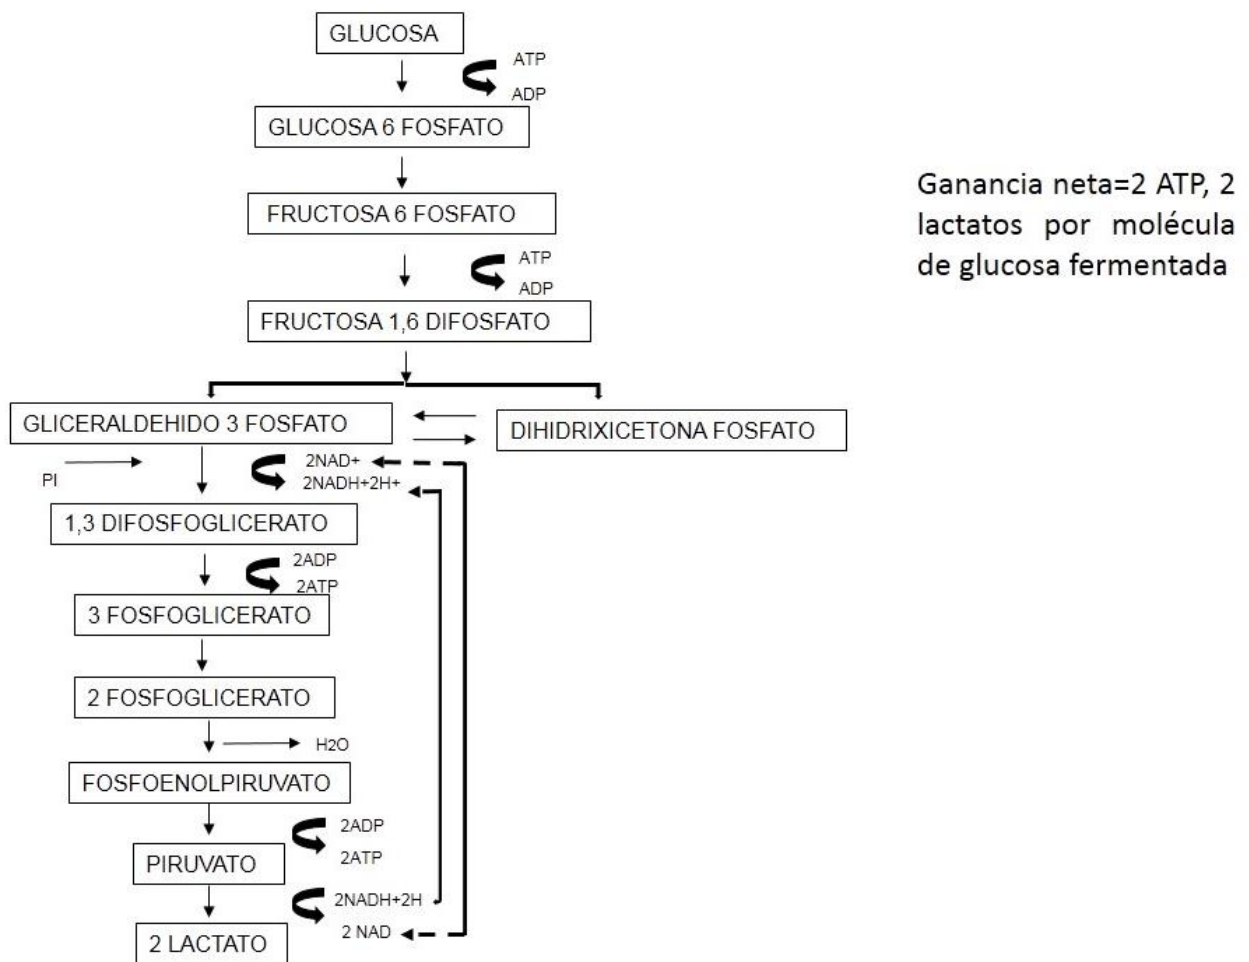 GLUCOSA
ATP
ADP
GLUCOSA 6 FOSFATO
Ganancia neta=2 ATP, 2
lactatos por molécula
de glucosa fermentada
FRUCTOSA 6 FOSFATO
ATP
ADP
FRUCTOSA 1,6 DIFOSFATO
GLICERALDEHIDO 3 FOSFATO
DIHIDRIXICETONA FOSFATO
PI
2NAD+
2NADH+2H+
1,3 DIFOSFOGLICERATO
2ADP
2ATP
3 FOSFOGLICERATO
2 FOSFOGLICERATO
H2O
FOSFOENOLPIRUVATO
2ADP
2ATP
PIRUVATO
2NADH+2H
2 NAD
2 LACTATO